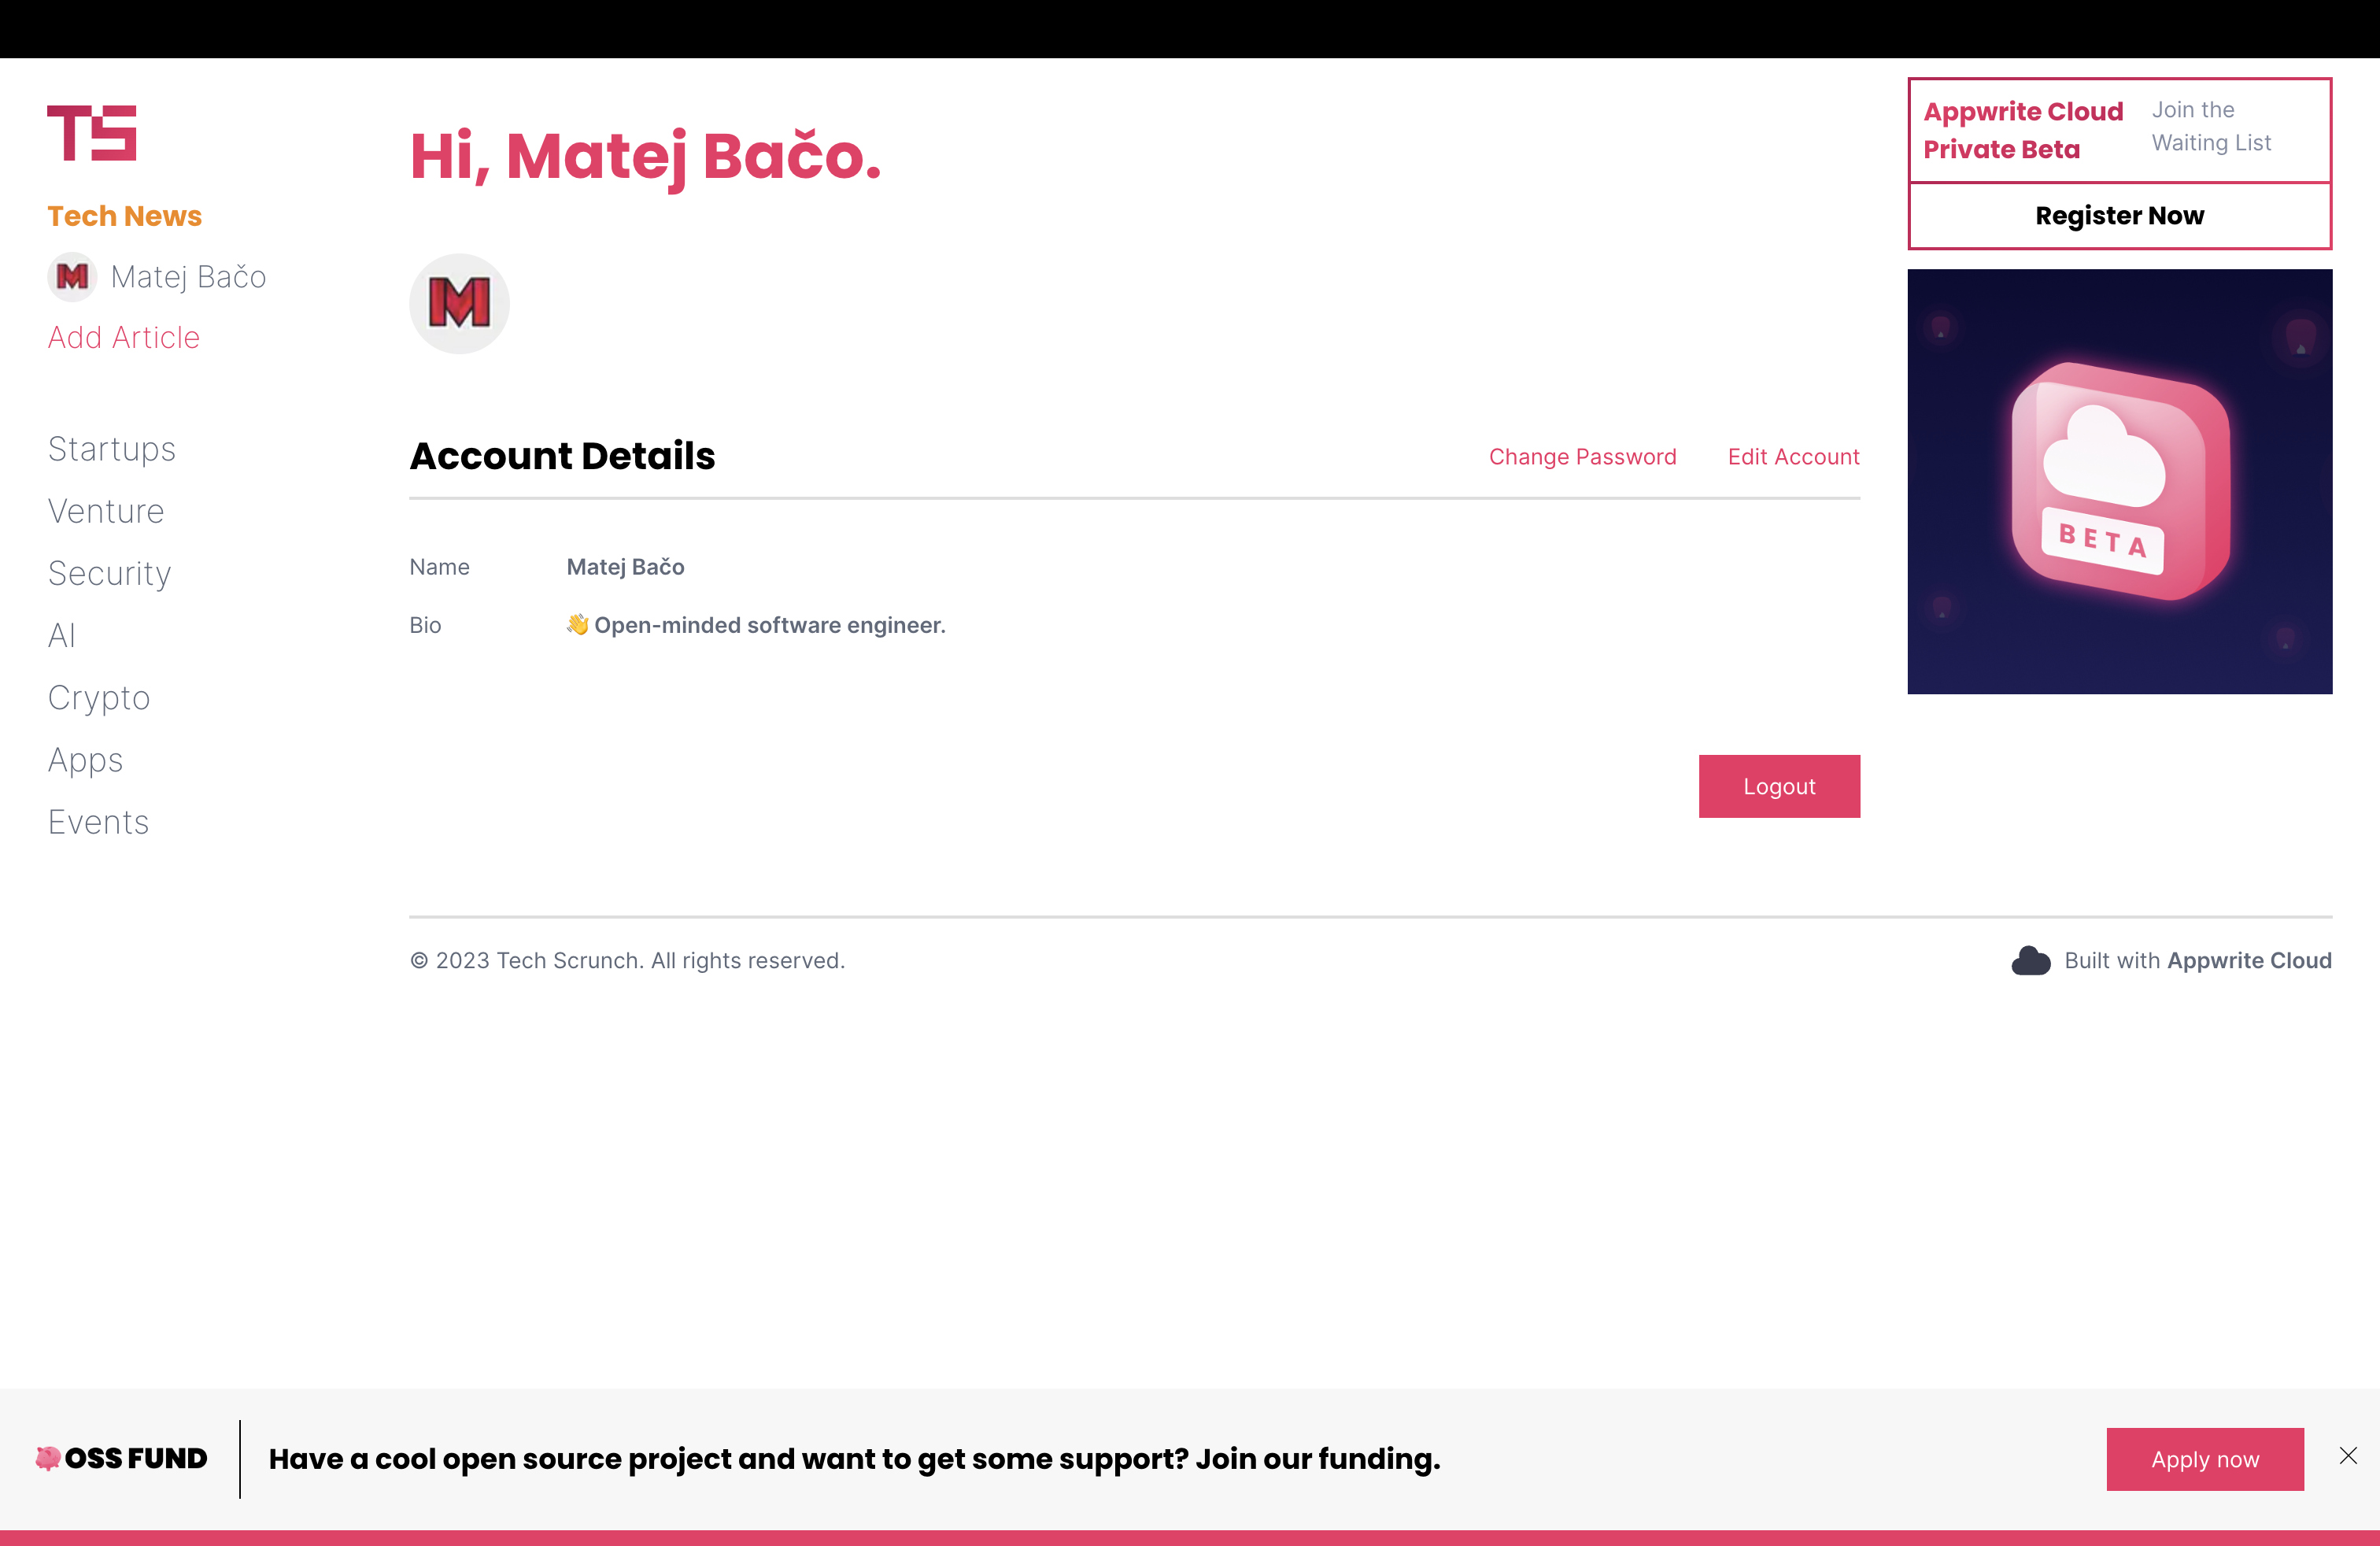 TS
Tech News
M
Matej Bačo
Add Article
Startups
Venture
Security
AI
Crypto
Apps
Events
Hi, Matej Bačo.
M
Account Details
Change Password
Edit Account
Name
Matej Bačo
Bio
👋 Open-minded software engineer.
Logout
Appwrite Cloud
Private Beta
Join the
Waiting List
Register Now
BETA
© 2023 Tech Scrunch. All rights reserved.
Built with Appwrite Cloud
OSS FUND
Have a cool open source project and want to get some support? Join our funding.
Apply now